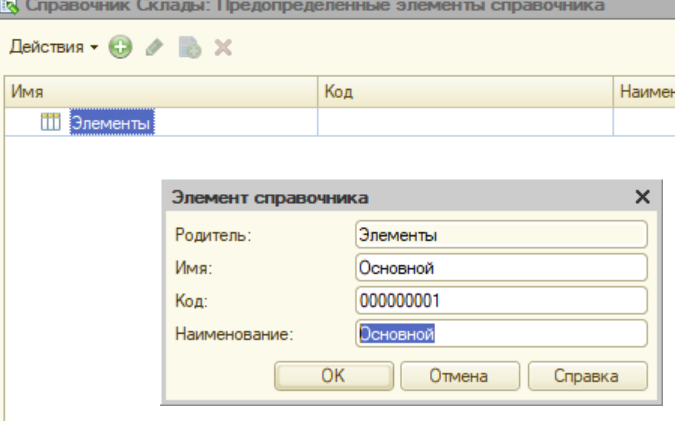 Справочник Склады: Предопределенные элементы справочника
Действия
Имя Код Наимен
Элементы
Элемент справочника
Родитель: Элементы
Имя: Основной
Код: 000000001
Наименование: Основной
OK Отмена Справка